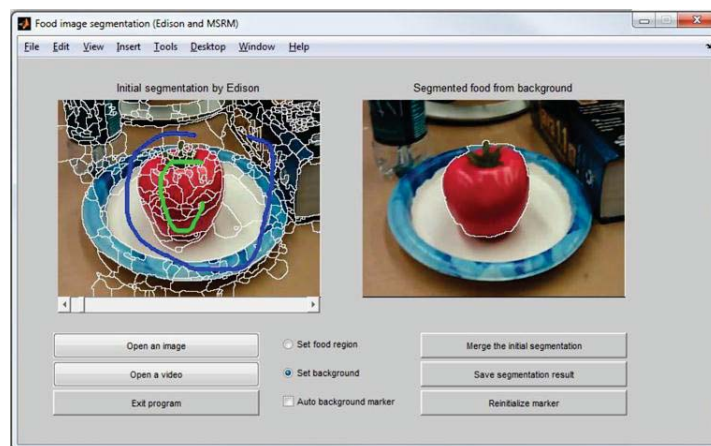 Food image segmentation (Edison and MSRM)
File Edit View Insert Tools Desktop Window Help
Initial segmentation by Edison
Segmented food from background
Open an image
Set food region
Merge the initial segmentation
Open a video
Set background
Save segmentation result
Exit program
Auto background marker
Reinitialize marker